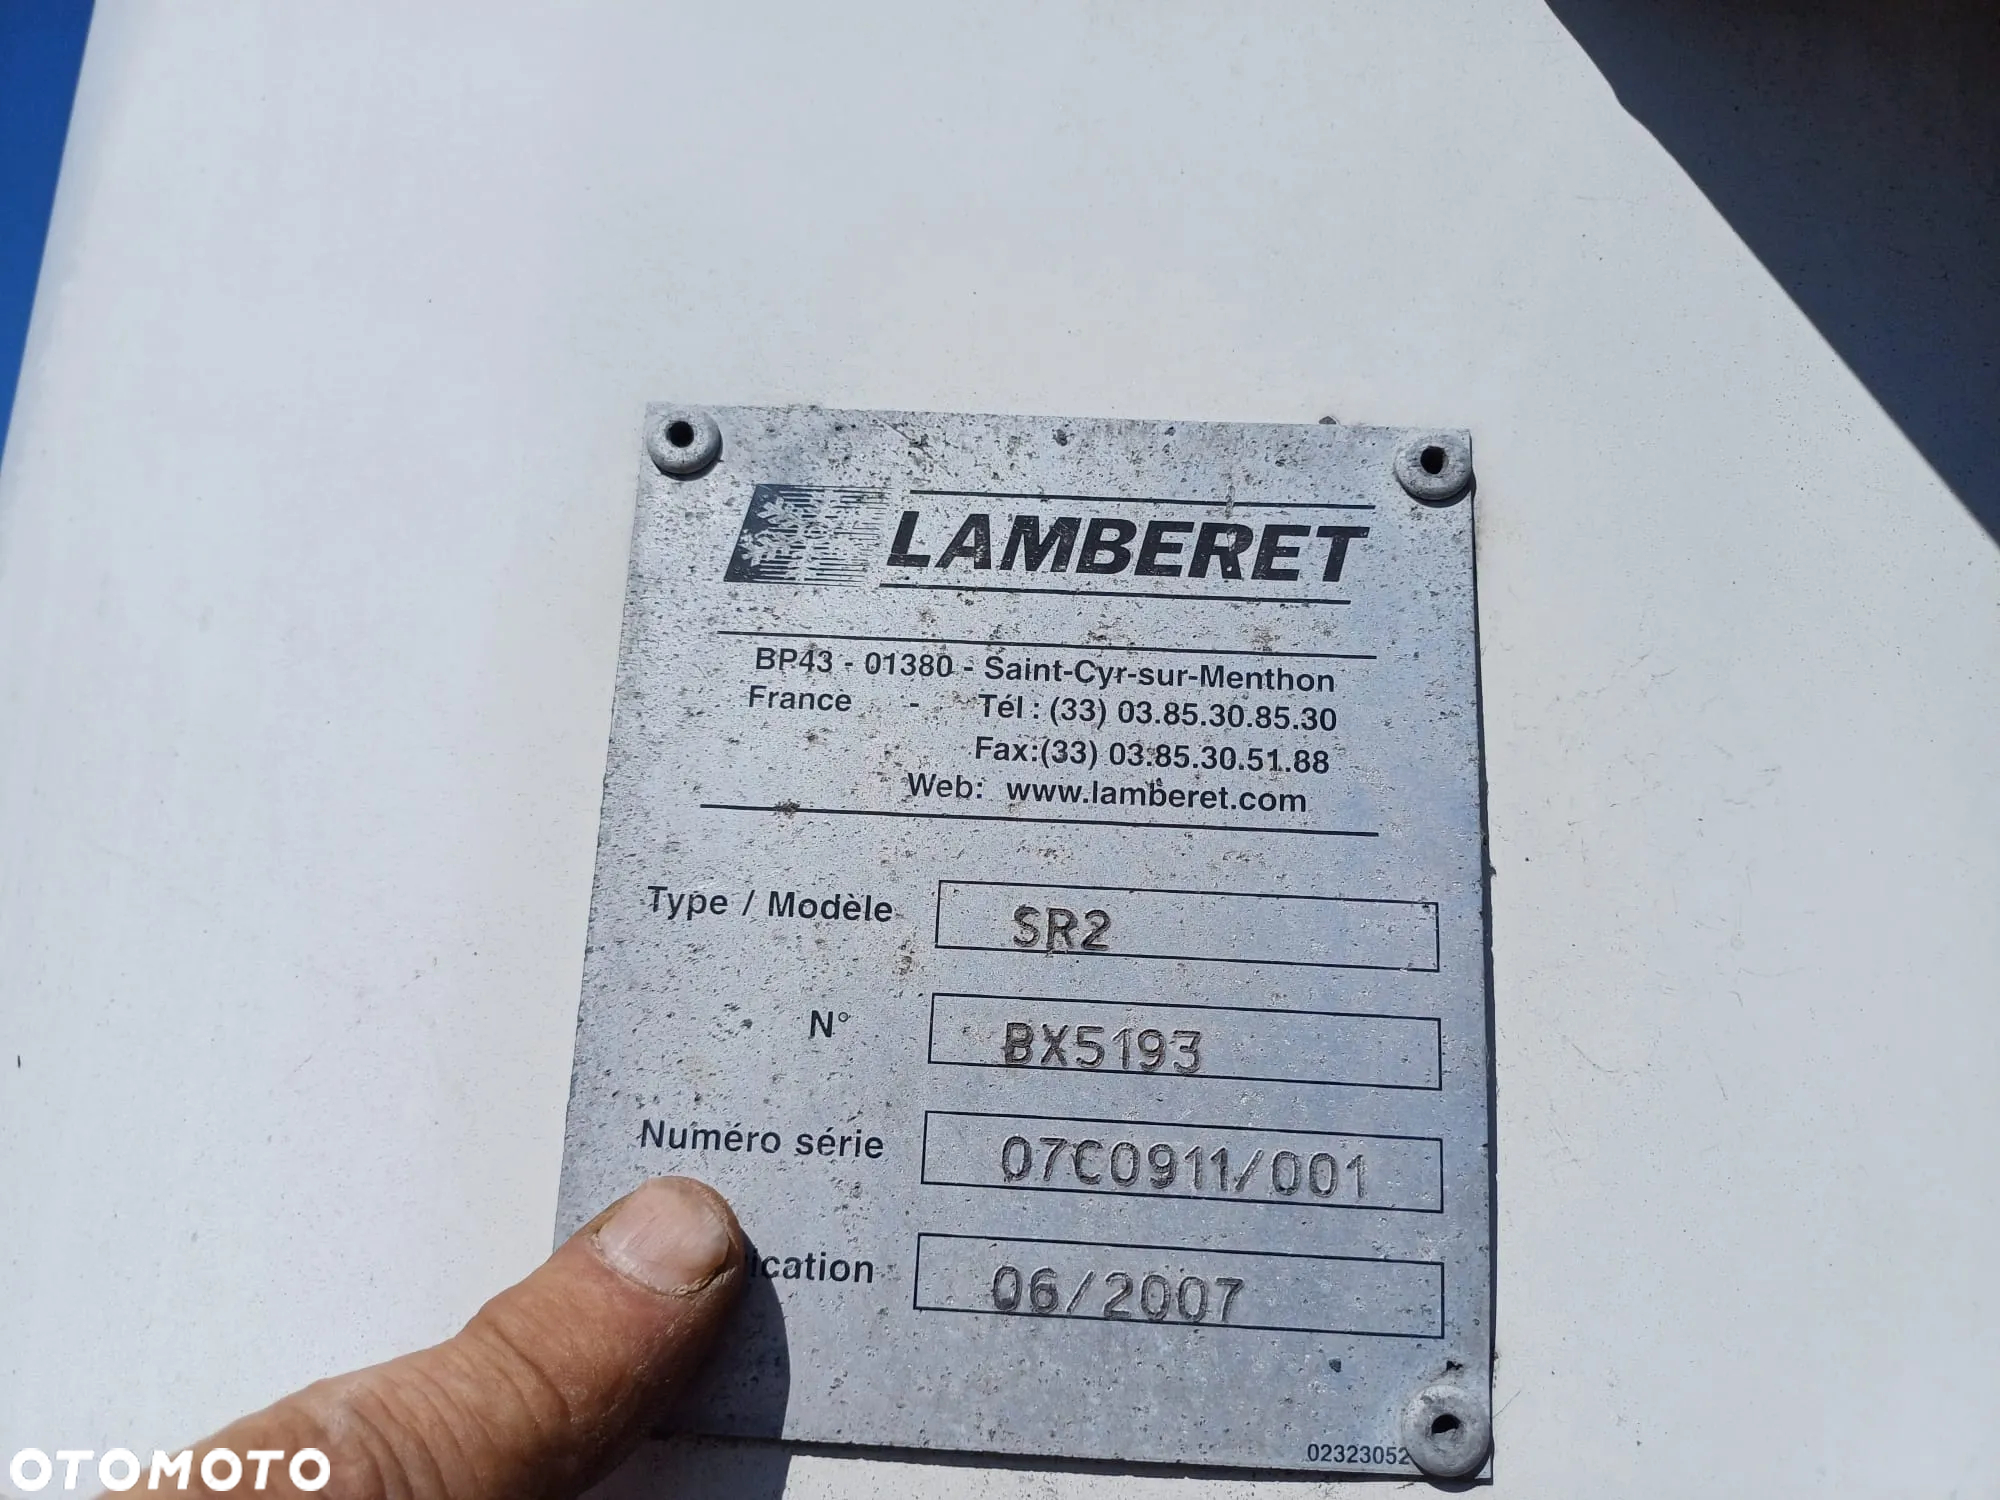 LAMBERET
BP43 - 01380 - Saint-Cyr-sur-Menthon
France - Tél : (33) 03.85.30.85.30
Fax:(33) 03.85.30.51.88
Web: www.lamberet.com
Type / Modèle SR2
N° BX5193
Numéro série 07C0911/001
06/2007
02323052
OTOMOTO